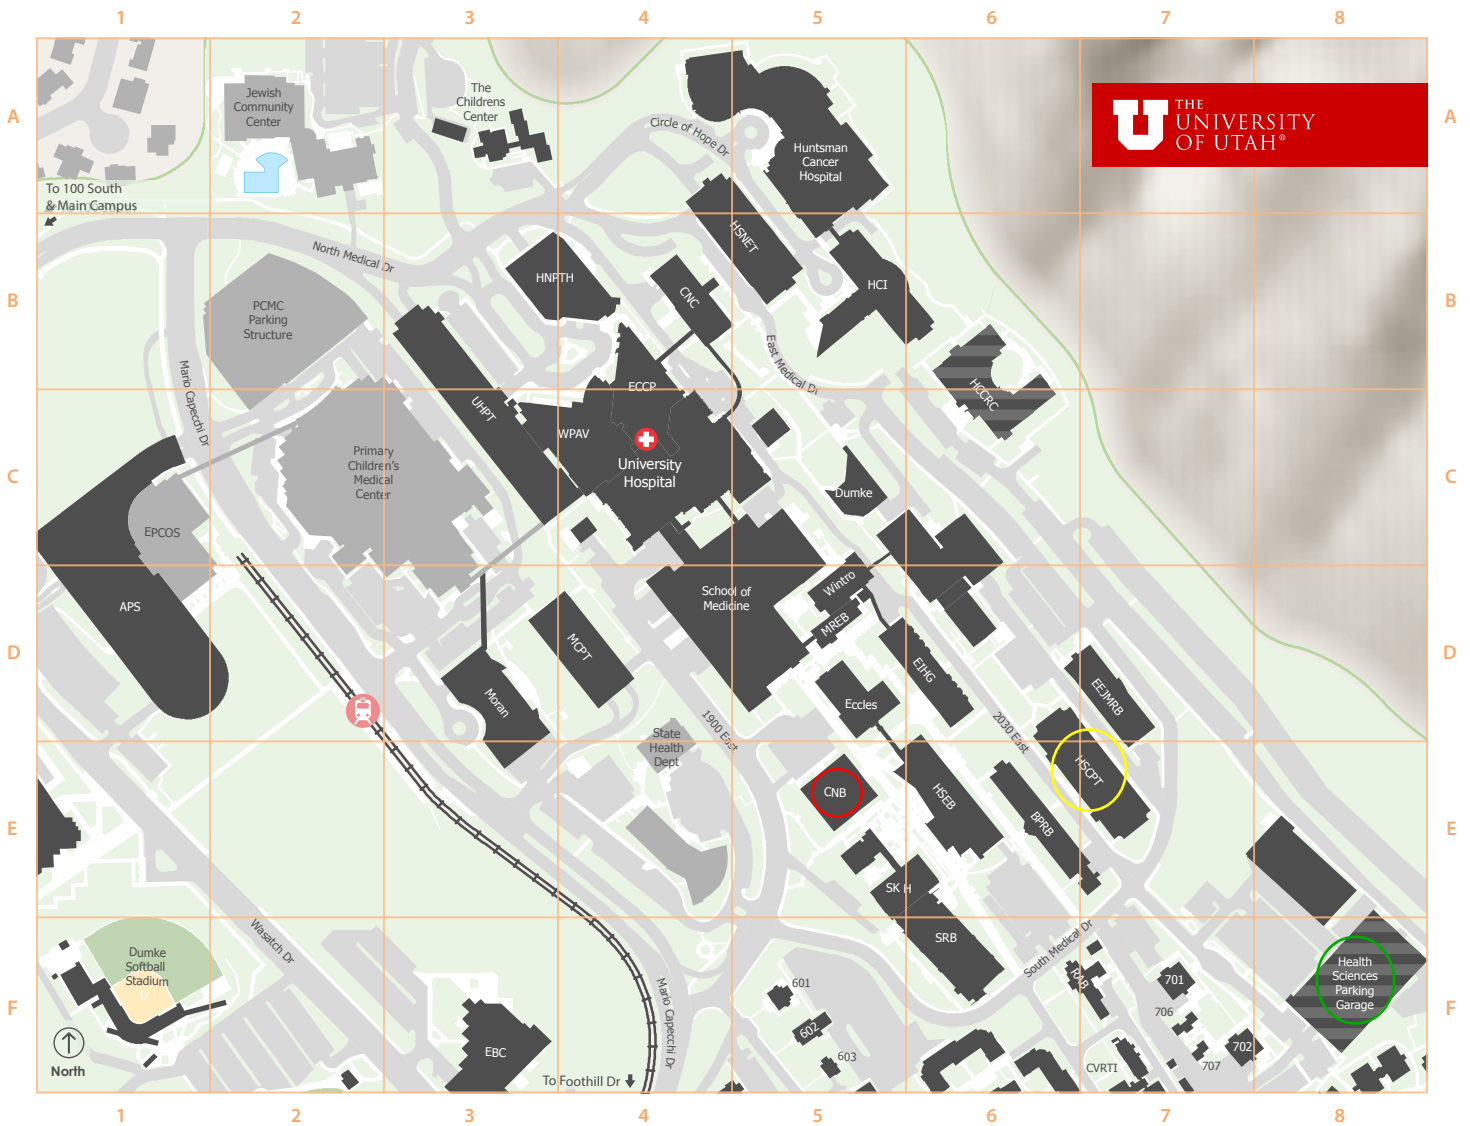 1 2 3 4 5 6 7 8
A A
THE
UNIVERSITY
OF UTAH®
Jewish
Community
Center
The
Childrens
Center
Circle of Hope Dr
Huntsman
Cancer
Hospital
To 100 South
& Main Campus
North Medical Dr
HSNET
B B
HNPTH
CNC
HCI
PCMC
Parking
Structure
East Medical Dr
Mario Capecchi Dr
ECCP
HCCRC
UHPT
WPAV
C C
Primary
Children's
Medical
Center
University
Hospital
Dumke
EPCOS
APS
School of
Medicine
Wintro
MREB
D D
MCPT
EIHG
EEJMRB
Moran
Eccles
1900 East
2030 East
State
Health
Dept
HSCPT
CNB
HSEB
BPRB
E E
SKH
Wasatch Dr
SRB
South Medical Dr
Dumke
Softball
Stadium
Health
Sciences
Parking
Garage
RAB
701
601
Mario Capecchi Dr
F F
706
602
702
EBC
603
707
CVRTI
North
To Foothill Dr
1 2 3 4 5 6 7 8